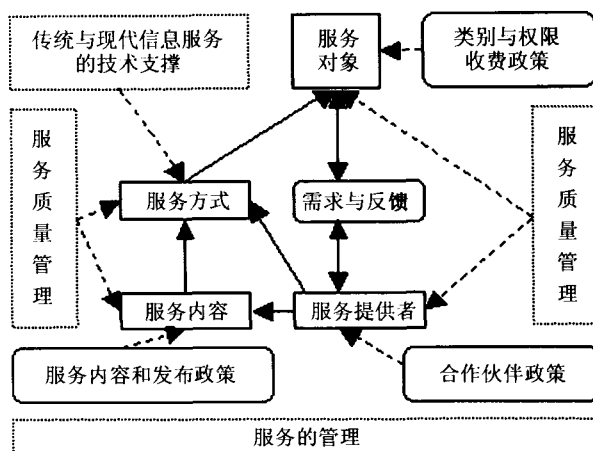 传统与现代信息服务
的技术支撑
服务
对象
类别与权限
收费政策
服
务
质
量
管
理
服务方式
需求与反馈
服
务
质
量
管
理
服务内容
服务提供者
服务内容和发布政策
合作伙伴政策
服务的管理